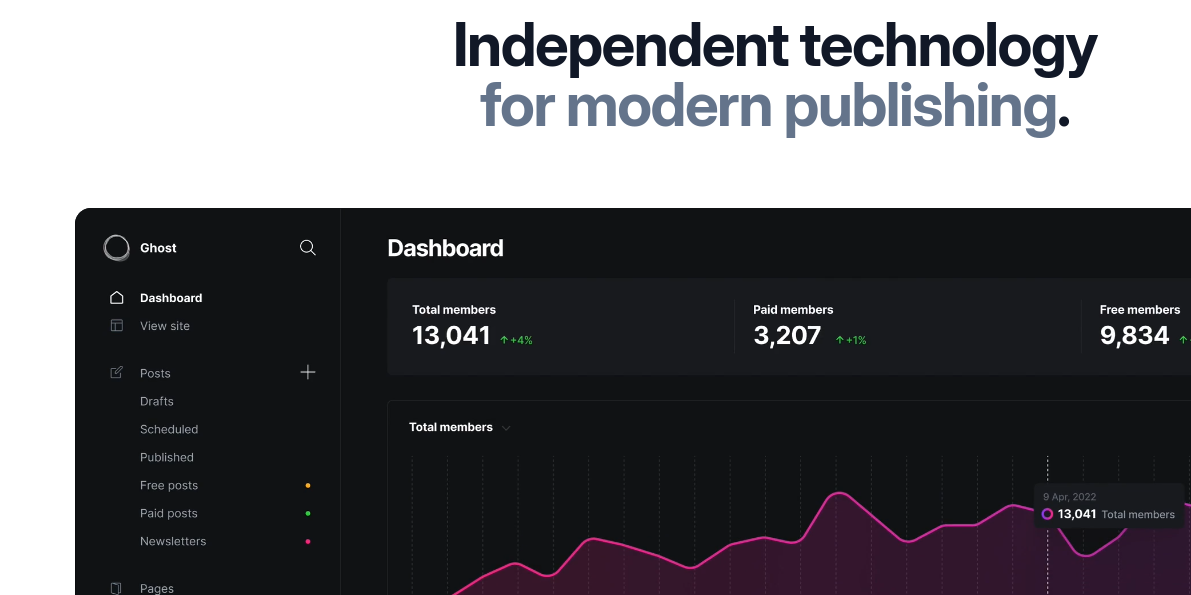 Independent technology
for modern publishing.
Ghost
Dashboard
View site
Posts
Drafts
Scheduled
Published
Free posts
Paid posts
Newsletters
Pages
Dashboard
Total members
13,041 ↑+4%
Paid members
3,207 ↑+1%
Free members
9,834 ↑
Total members
9 Apr, 2022
13,041 Total members